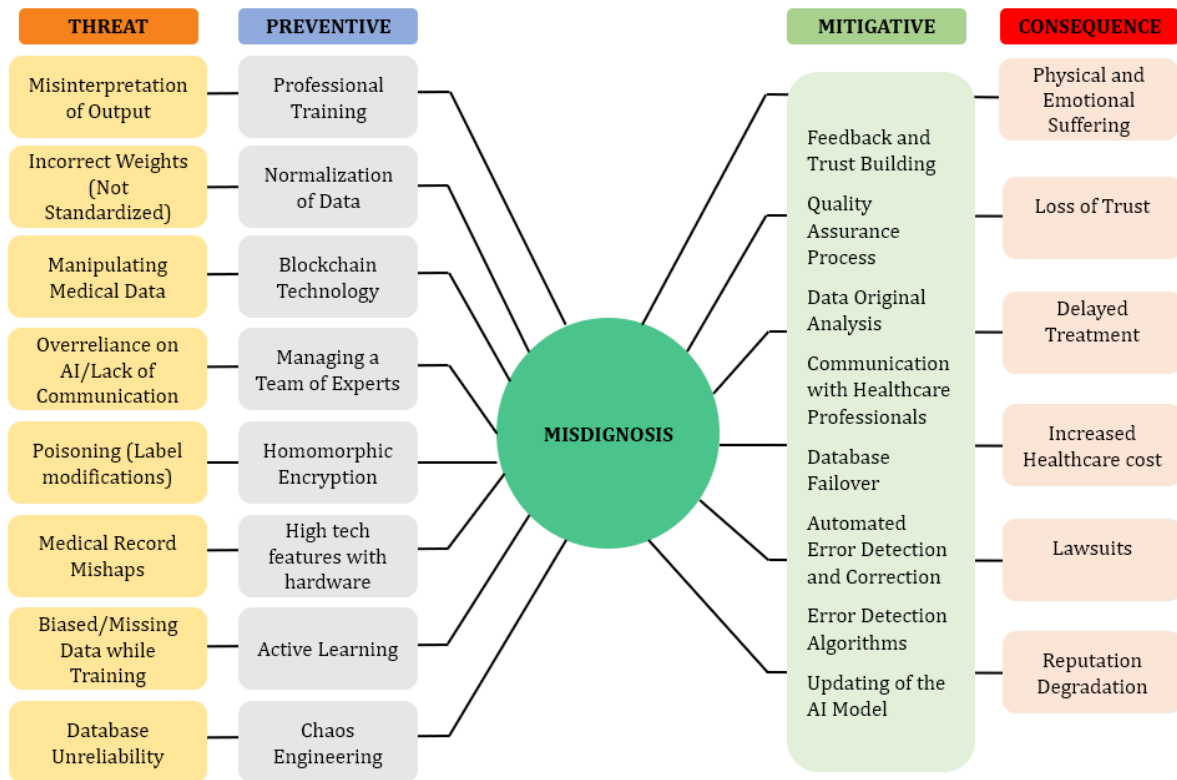 THREAT
PREVENTIVE
MITIGATIVE
CONSEQUENCE
Misinterpretation
of Output
Professional
Training
Incorrect Weights
(Not
Standardized)
Normalization
of Data
Manipulating
Medical Data
Blockchain
Technology
Overreliance on
AI/Lack of
Communication
Managing a
Team of Experts
Poisoning (Label
modifications)
Homomorphic
Encryption
Medical Record
Mishaps
High tech
features with
hardware
Biased/Missing
Data while
Training
Active Learning
Database
Unreliability
Chaos
Engineering
MISDIGNOSIS
Feedback and
Trust Building
Quality
Assurance
Process
Data Original
Analysis
Communication
with Healthcare
Professionals
Database
Failover
Automated
Error Detection
and Correction
Error Detection
Algorithms
Updating of the
AI Model
Physical and
Emotional
Suffering
Loss of Trust
Delayed
Treatment
Increased
Healthcare cost
Lawsuits
Reputation
Degradation